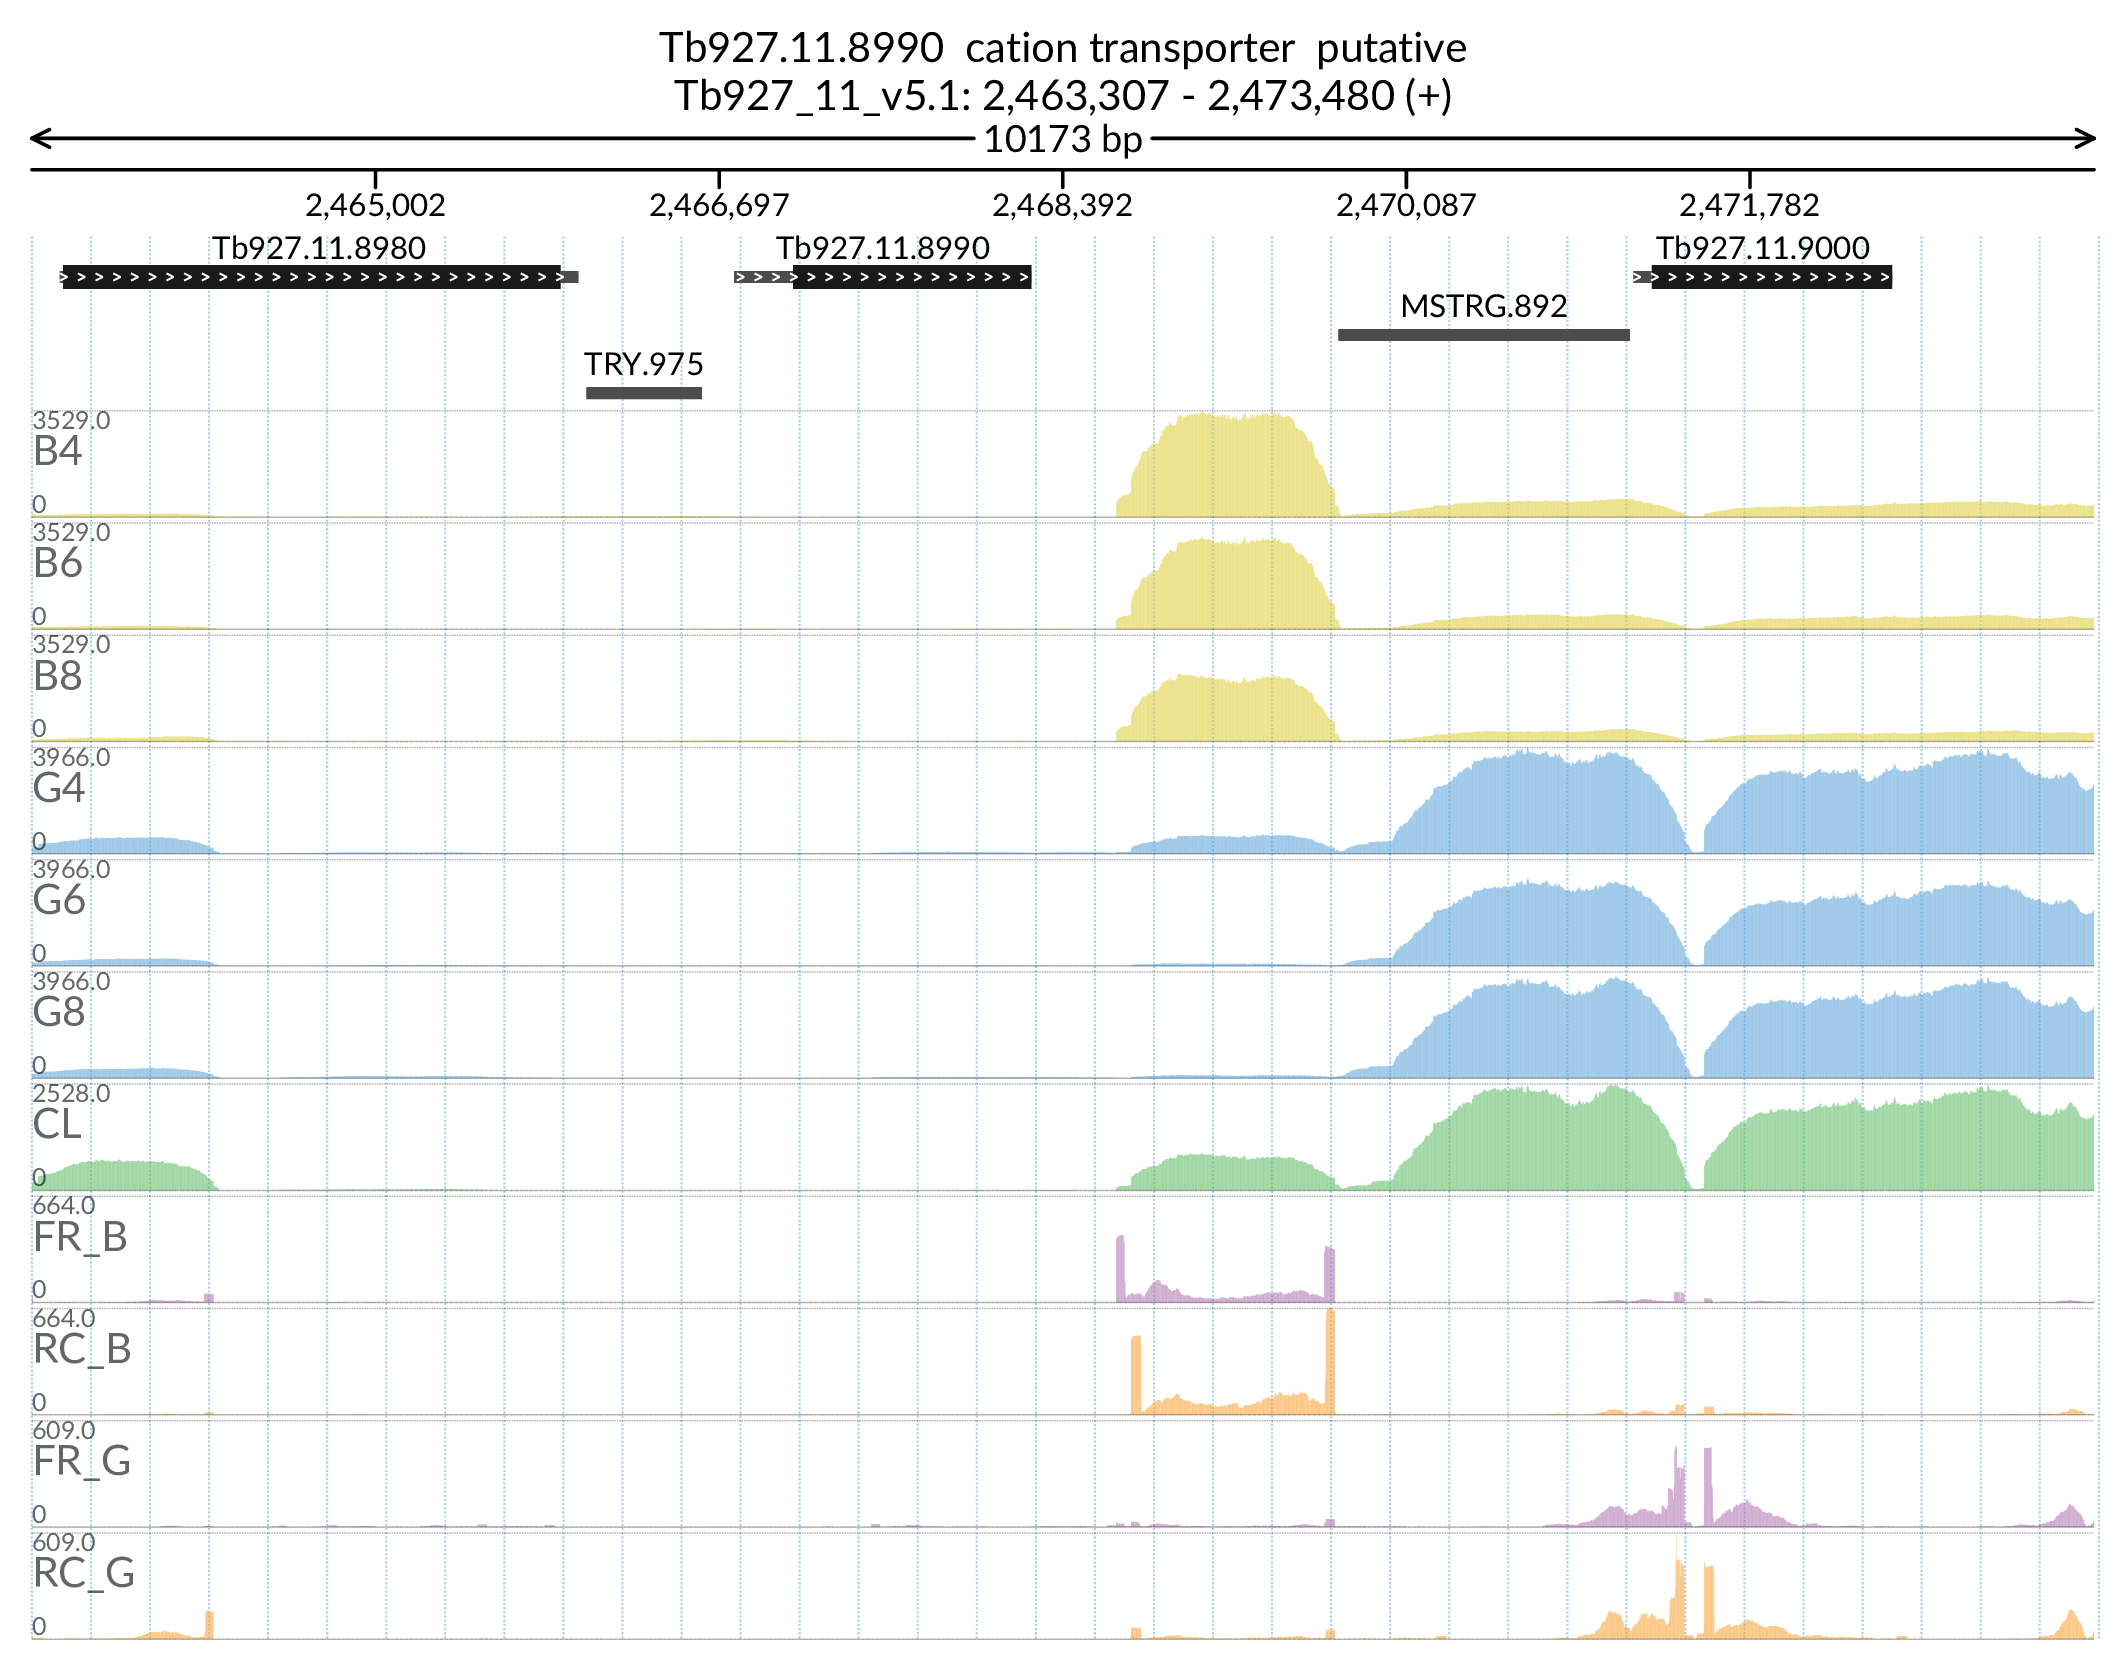 Tb927.11.8990  cation transporter  putative
Tb927_11_v5.1: 2,463,307 - 2,473,480 (+)
10173 bp
2,465,002 2,466,697 2,468,392 2,470,087 2,471,782
Tb927.11.8980 Tb927.11.8990 Tb927.11.9000
MSTRG.892
TRY.975
3529.0
B4
0
3529.0
B6
0
3529.0
B8
0
3966.0
G4
0
3966.0
G6
0
3966.0
G8
0
2528.0
CL
0
664.0
FR_B
0
664.0
RC_B
0
609.0
FR_G
0
609.0
RC_G
0